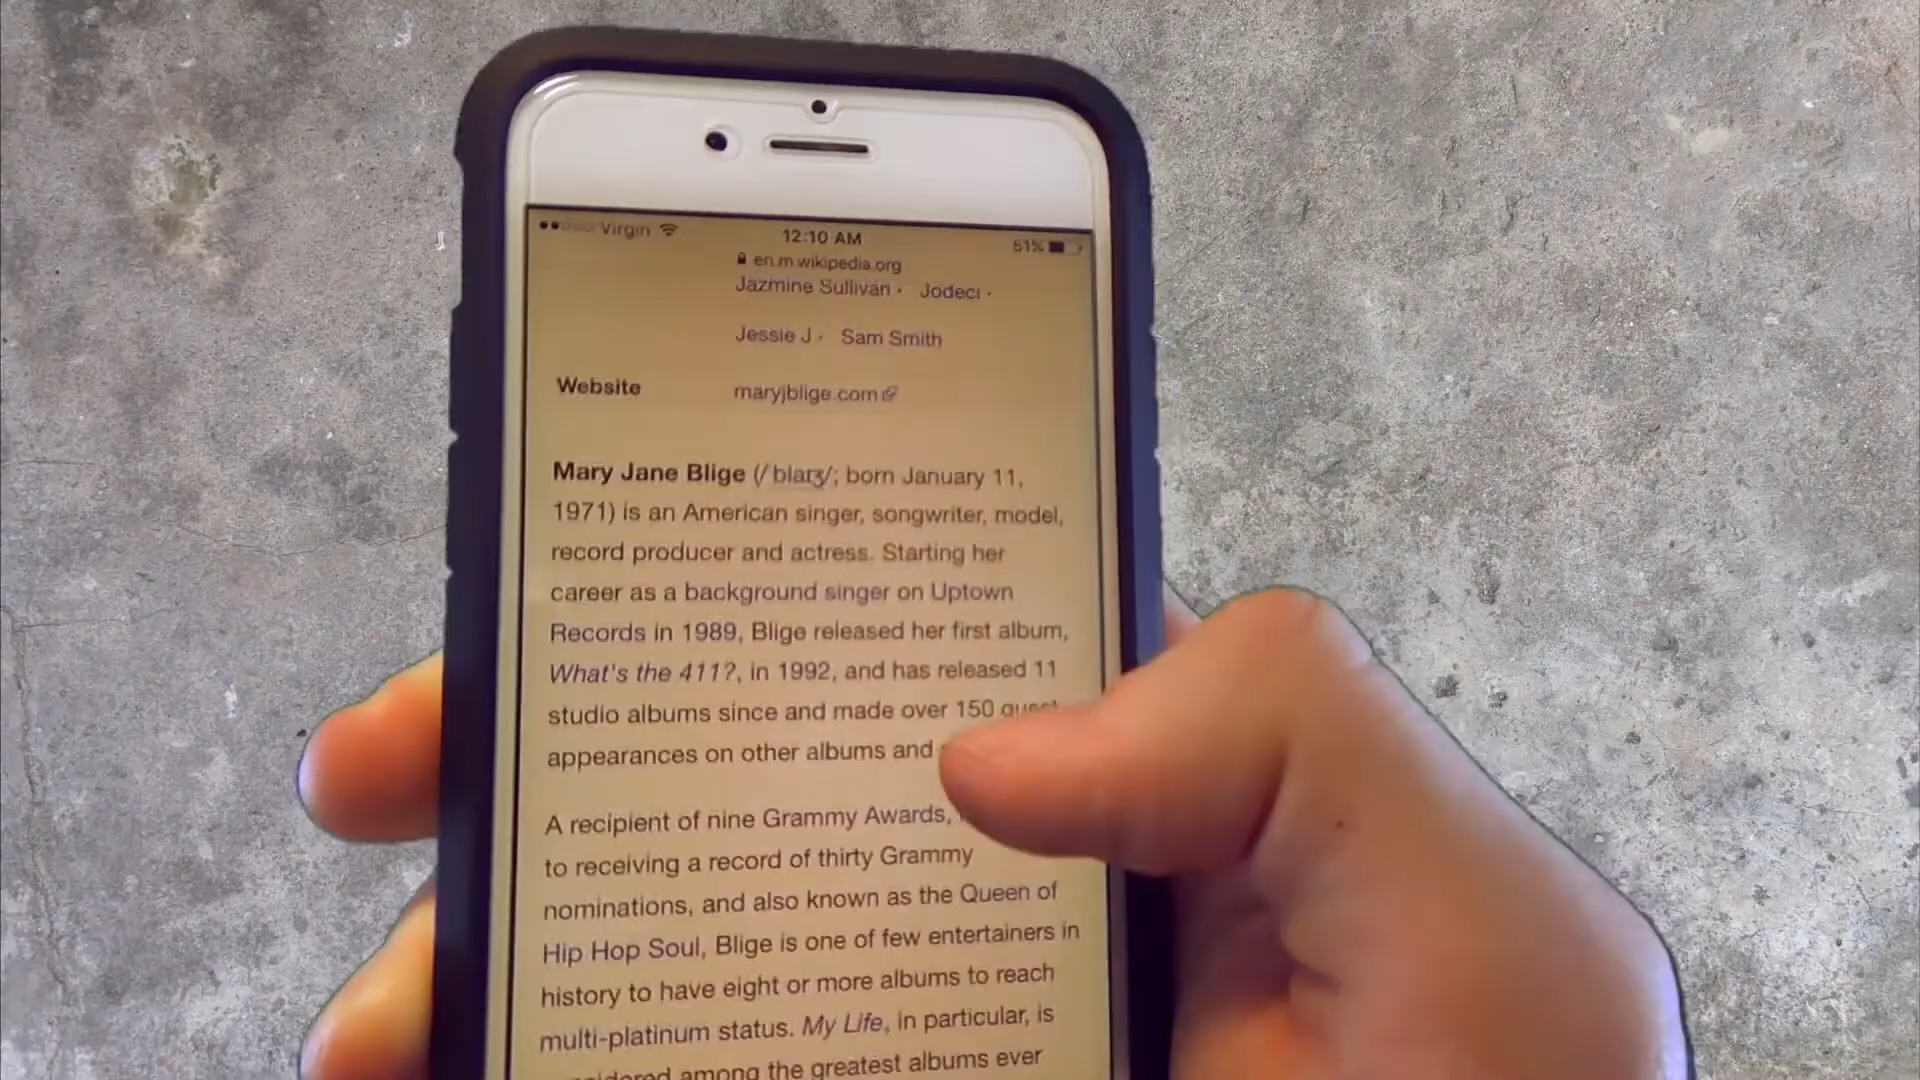 Virgin 12:10 AM 51%
en.m.wikipedia.org
Jazmine Sullivan · Jodeci ·
Jessie J · Sam Smith
Website maryjblige.com
Mary Jane Blige (/ˈblaɪʒ/; born January 11,
1971) is an American singer, songwriter, model,
record producer and actress. Starting her
career as a background singer on Uptown
Records in 1989, Blige released her first album,
What's the 411?, in 1992, and has released 11
studio albums since and made over 150 guest
appearances on other albums and
A recipient of nine Grammy Awards,
to receiving a record of thirty Grammy
nominations, and also known as the Queen of
Hip Hop Soul, Blige is one of few entertainers in
history to have eight or more albums to reach
multi-platinum status. My Life, in particular, is
among the greatest albums ever